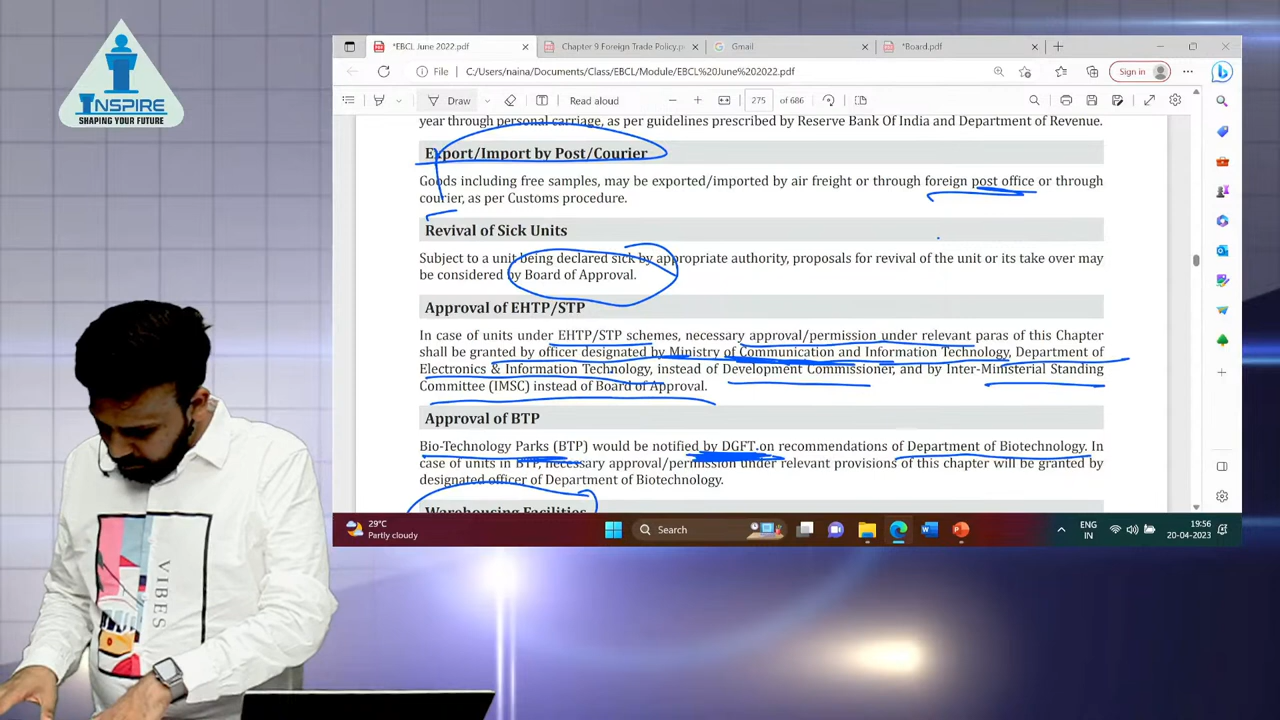 INSPIRE
SHAPING YOUR FUTURE
*EBCL June 2022.pdf
Chapter 9 Foreign Trade Policy.p
Gmail
*Board.pdf
File
C:/Users/naina/Documents/Class/EBCL/Module/EBCL%20June%202022.pdf
Sign in
Draw
Read aloud
275
of 686
year through personal carriage, as per guidelines prescribed by Reserve Bank Of India and Department of Revenue.
Export/Import by Post/Courier
Goods including free samples, may be exported/imported by air freight or through foreign post office or through
courier, as per Customs procedure.
Revival of Sick Units
Subject to a unit being declared sick by appropriate authority, proposals for revival of the unit or its take over may
be considered by Board of Approval.
Approval of EHTP/STP
In case of units under EHTP/STP schemes, necessary approval/permission under relevant paras of this Chapter
shall be granted by officer designated by Ministry of Communication and Information Technology, Department of
Electronics & Information Technology, instead of Development Commissioner, and by Inter-Ministerial Standing
Committee (IMSC) instead of Board of Approval.
Approval of BTP
Bio-Technology Parks (BTP) would be notified by DGFT on recommendations of Department of Biotechnology. In
case of units in BTP, necessary approval/permission under relevant provisions of this chapter will be granted by
designated officer of Department of Biotechnology.
Warehousing Facilities
29°C
Partly cloudy
Search
ENG
IN
19:56
20-04-2023
VIBES